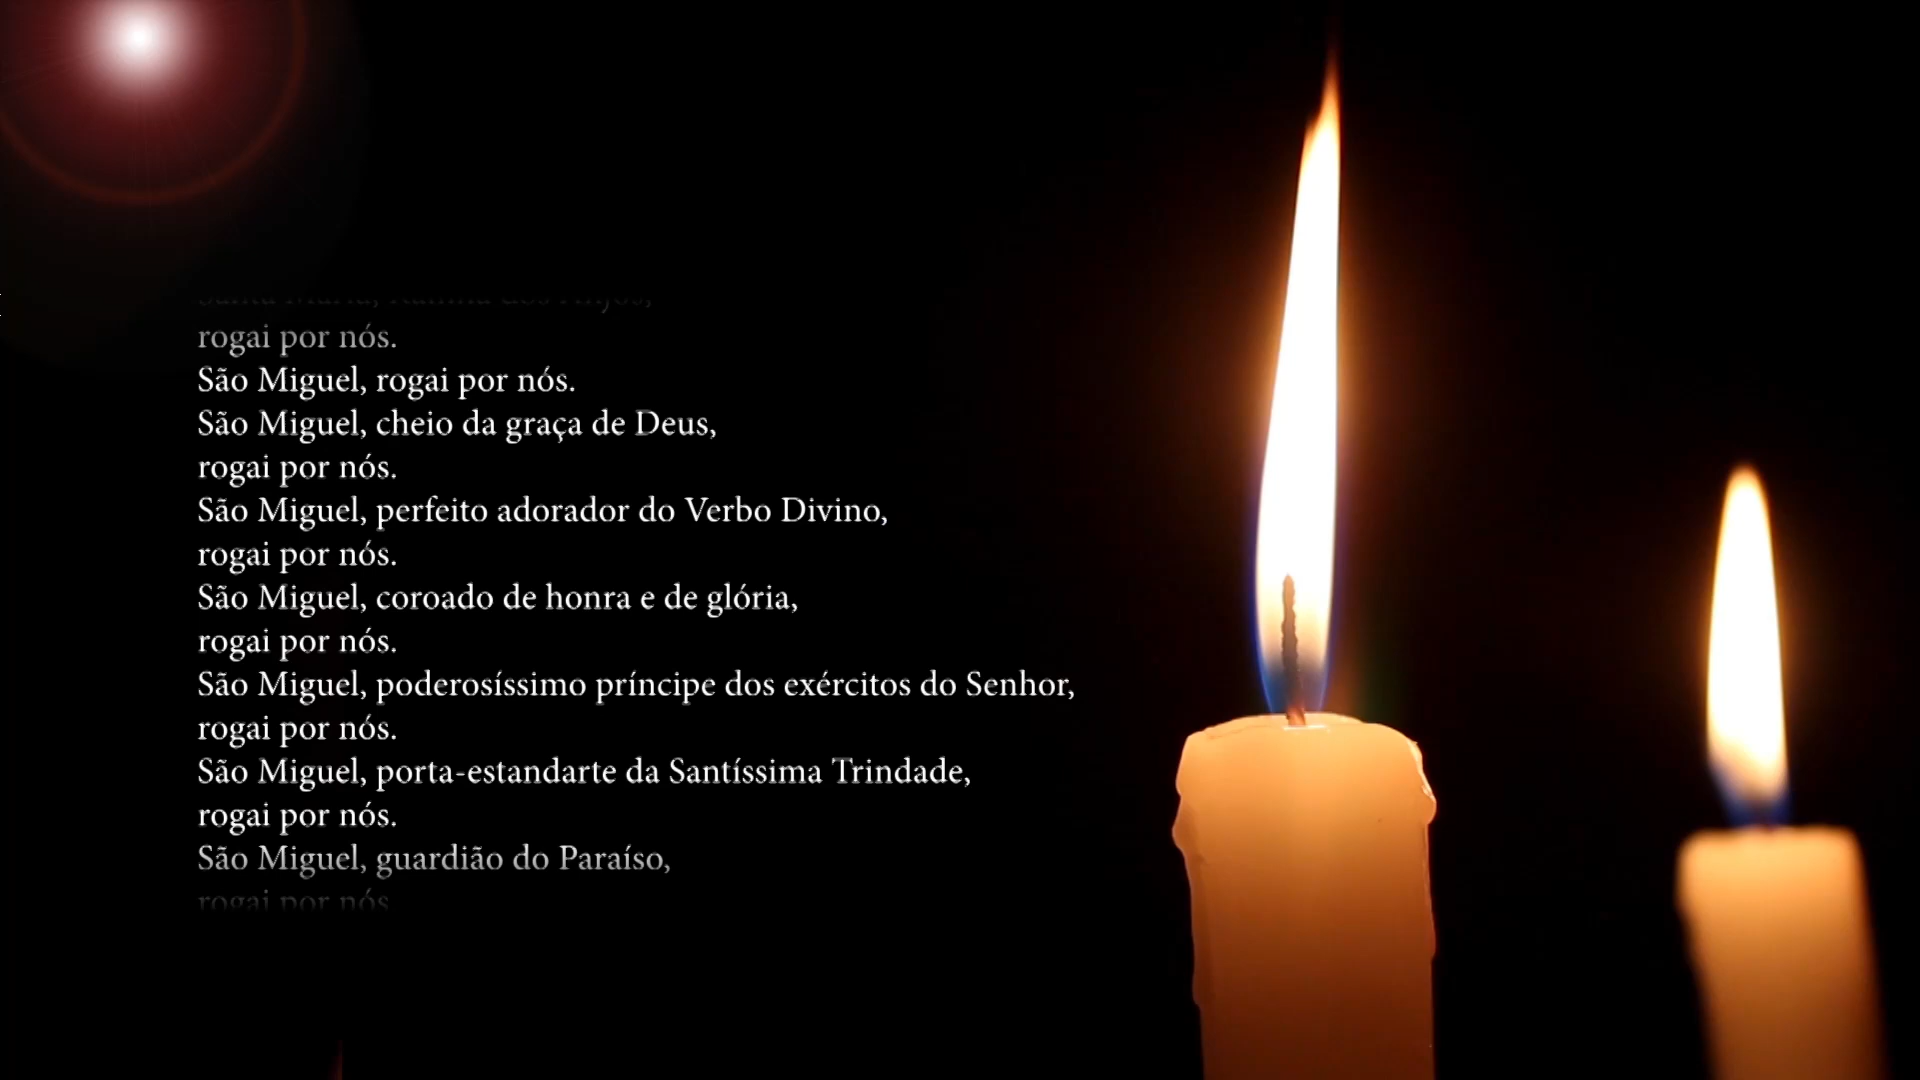 rogai por nós.
São Miguel, rogai por nós.
São Miguel, cheio da graça de Deus,
rogai por nós.
São Miguel, perfeito adorador do Verbo Divino,
rogai por nós.
São Miguel, coroado de honra e de glória,
rogai por nós.
São Miguel, poderosíssimo príncipe dos exércitos do Senhor,
rogai por nós.
São Miguel, porta-estandarte da Santíssima Trindade,
rogai por nós.
São Miguel, guardião do Paraíso,
rogai por nós